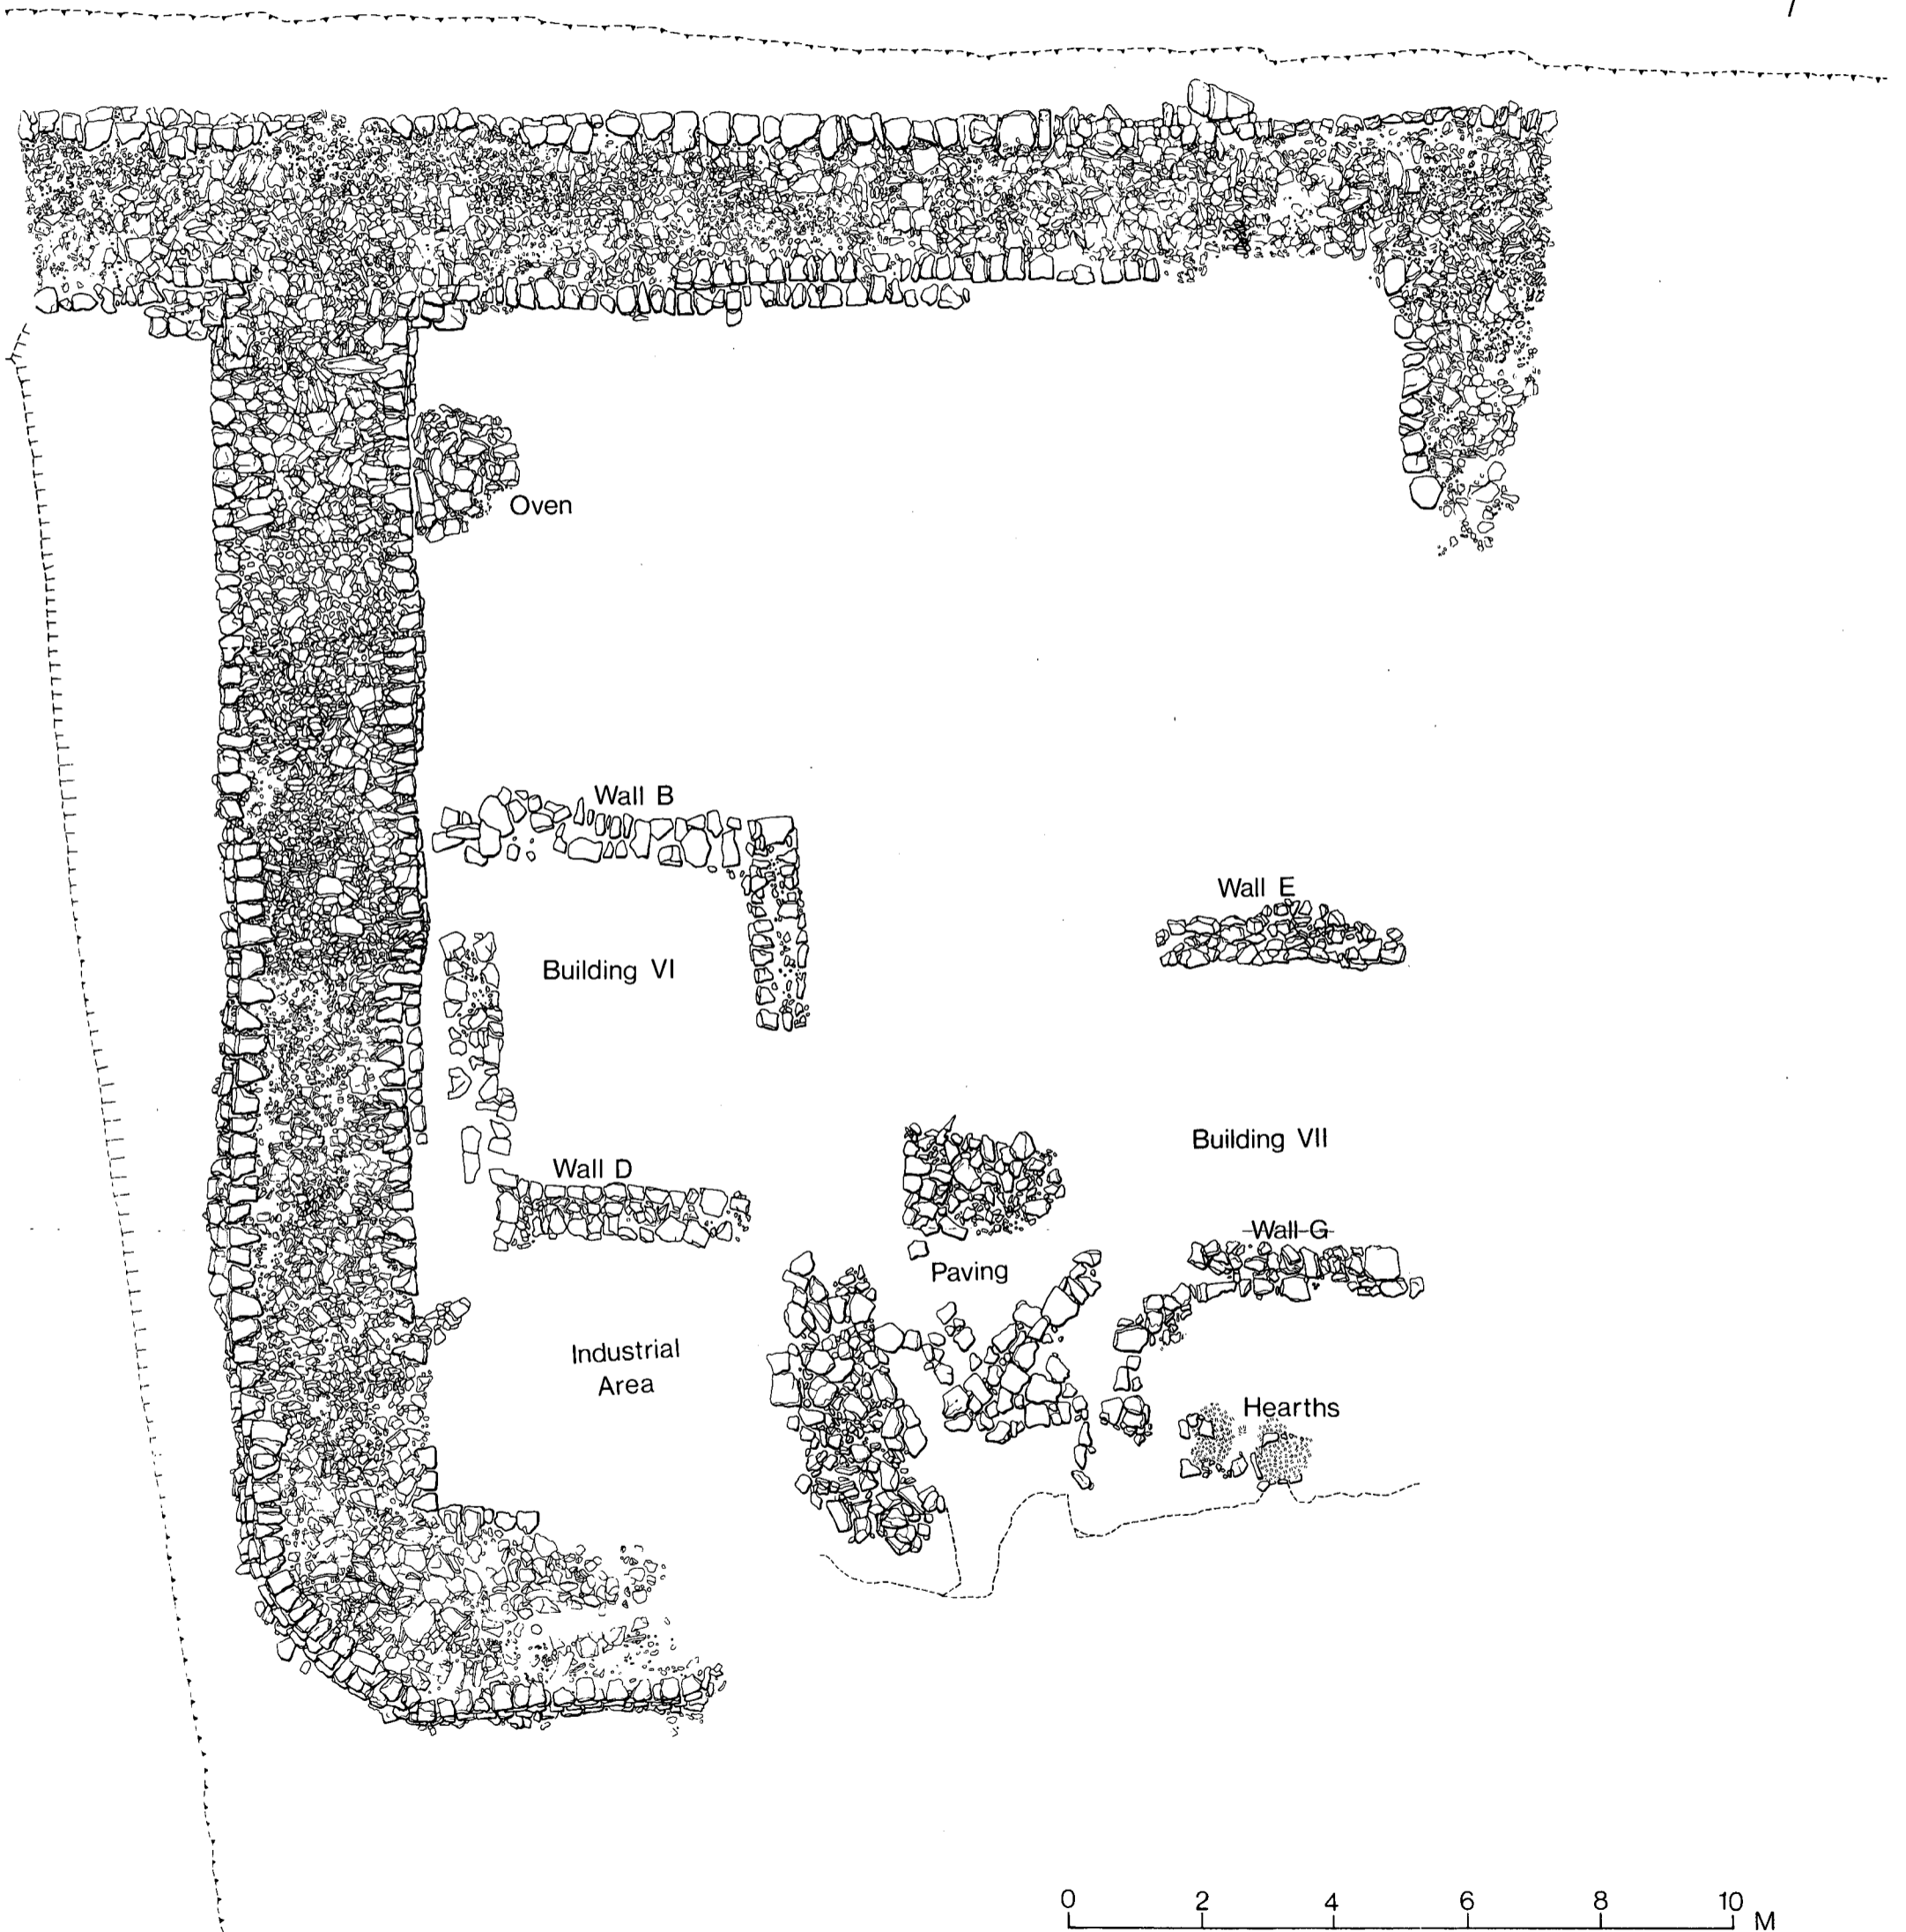 Oven
Wall B
Wall E
Building VI
Building VII
Wall D
Wall G
Paving
Industrial
Area
Hearths
0 2 4 6 8 10 M